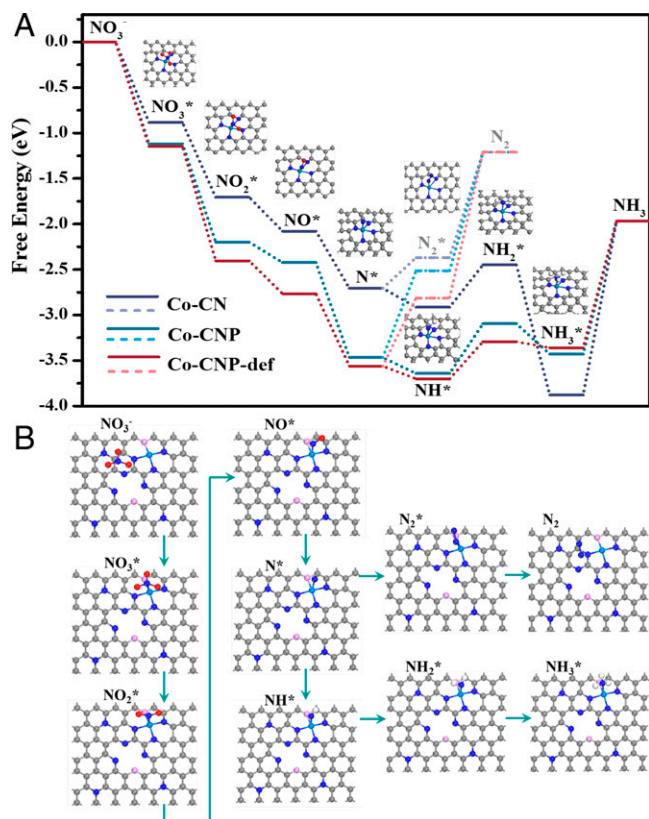 A
NO3-
0.0
-0.5
-1.0
-1.5
-2.0
-2.5
-3.0
-3.5
-4.0
Free Energy (eV)
NO3*
NO2*
NO*
N*
N2*
N2
NH2*
NH3
NH*
NH3*
Co-CN
Co-CNP
Co-CNP-def
B
NO3-
NO*
NO3*
N*
N2*
N2
NO2*
NH*
NH2*
NH3*